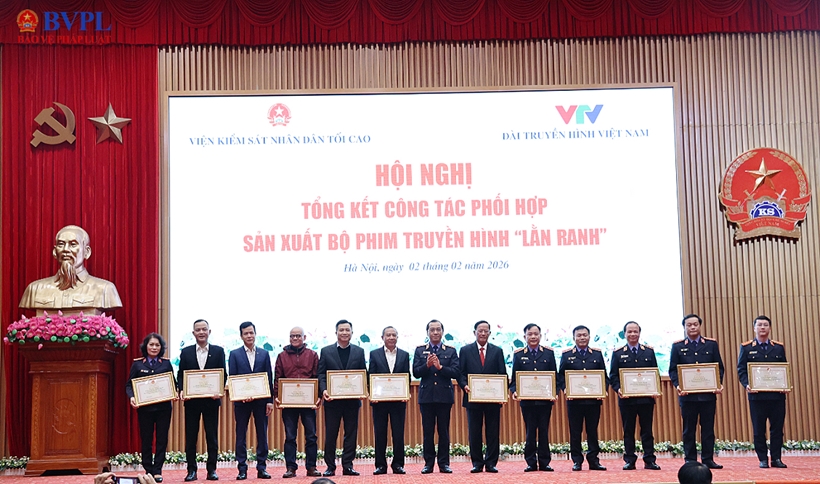 BVPL
BẢO VỆ PHÁP LUẬT
VIỆN KIỂM SÁT NHÂN DÂN TỐI CAO
VTV
ĐÀI TRUYỀN HÌNH VIỆT NAM
HỘI NGHỊ
TỔNG KẾT CÔNG TÁC PHỐI HỢP
SẢN XUẤT BỘ PHIM TRUYỀN HÌNH “LẰN RANH”
Hà Nội, ngày 02 tháng 02 năm 2026
KS